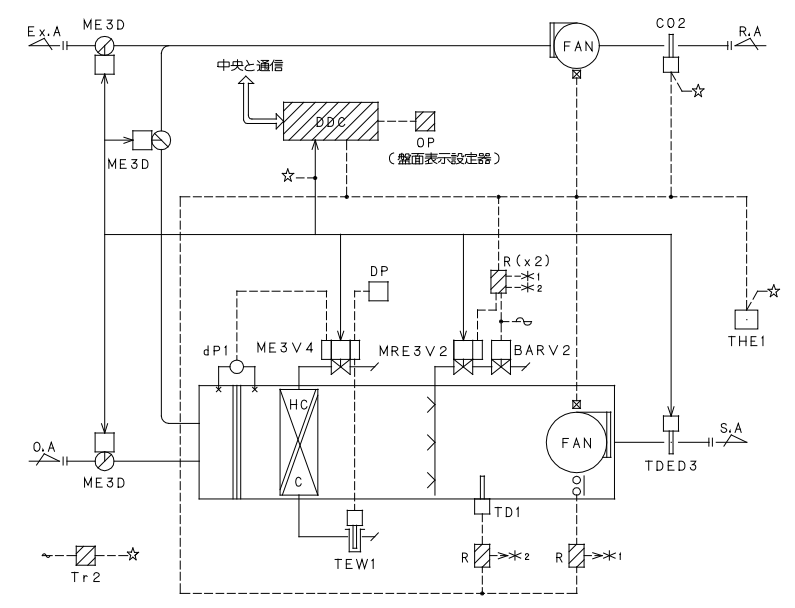 ME3D
Ex.A
FAN
CO2
R.A
中央と通信
DDC
OP
(盤面表示設定器)
ME3D
R(x2)
1
2
DP
THE1
dP1
ME3V4
MRE3V2
BARV2
HC
C
FAN
S.A
O.A
ME3D
TDED3
TD1
TEW1
R
2
R
1
Tr2